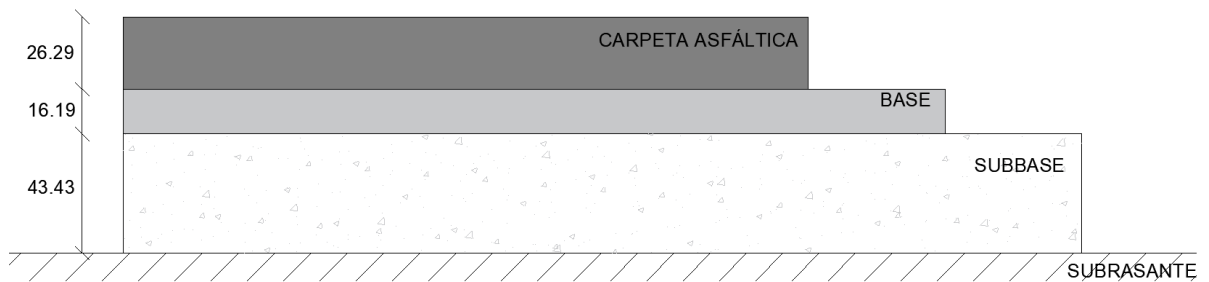 26.29
CARPETA ASFÁLTICA
16.19
BASE
43.43
SUBBASE
SUBRASANTE